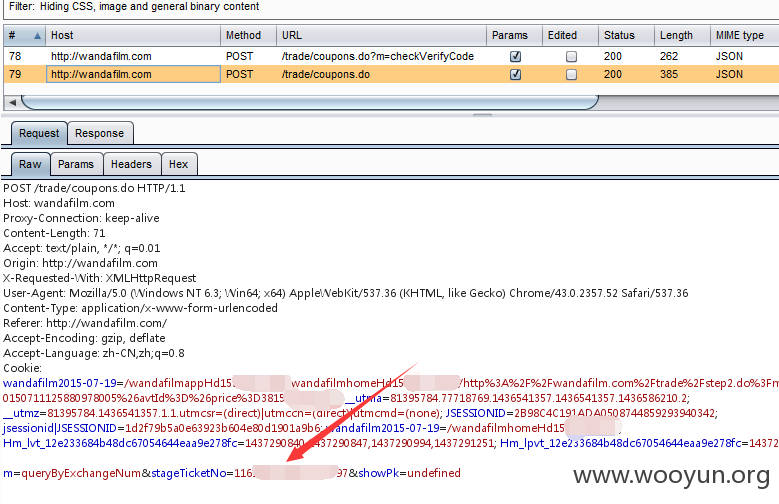 Filter: Hiding CSS, image and general binary content
# Host Method URL Params Edited Status Length MIME type
78 http://wandafilm.com POST /trade/coupons.do?m=checkVerifyCode 200 262 JSON
79 http://wandafilm.com POST /trade/coupons.do 200 385 JSON
Request Response
Raw Params Headers Hex
POST /trade/coupons.do HTTP/1.1
Host: wandafilm.com
Proxy-Connection: keep-alive
Content-Length: 71
Accept: text/plain, */*; q=0.01
Origin: http://wandafilm.com
X-Requested-With: XMLHttpRequest
User-Agent: Mozilla/5.0 (Windows NT 6.3; Win64; x64) AppleWebKit/537.36 (KHTML, like Gecko) Chrome/43.0.2357.52 Safari/537.36
Content-Type: application/x-www-form-urlencoded
Referer: http://wandafilm.com/
Accept-Encoding: gzip, deflate
Accept-Language: zh-CN,zh;q=0.8
Cookie:
wandafilm2015-07-19=/wandafilmappHd15 wandafilmhomeHd15 /http%3A%2F%2Fwandafilm.com%2Ftrade%2Fstep2.do%3Fm
015071112588097800 5%26avtId%3D%26price%3D3815 __utma=81395784.77718769.1436541357.1436541357.1436586210.2;
__utmz=81395784.1436541357.1.1.utmcsr=(direct)|utmccn=(direct)|utmcmd=(none); JSESSIONID=2B98C4C191ADA0508744859293940342;
jsessionid|JSESSIONID=1d2f79b5a0e63923b604e80d1901a9b6; wandafilm2015-07-19=/wandafilmhomeHd15
Hm_lvt_12e233684b48dc67054644eaa9e278fc=1437290840,1437290847,1437290994,1437291251; Hm_lpvt_12e233684b48dc67054644eaa9e278fc=14372
m=queryByExchangeNum&stageTicketNo=116 97&showPk=undefined
www.wooyun.org